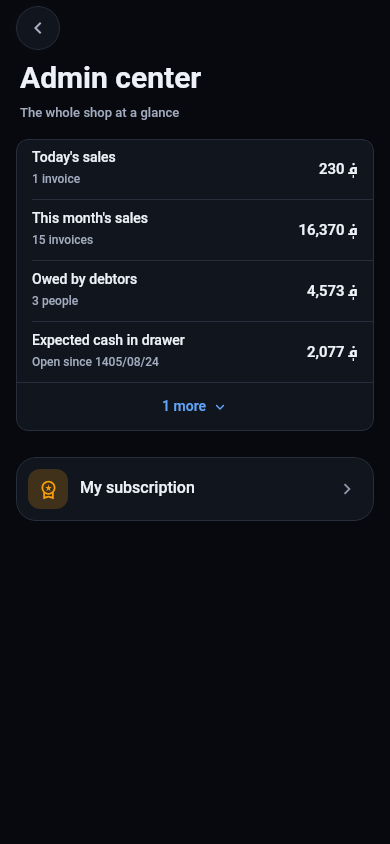 Admin center
The whole shop at a glance
Today's sales
1 invoice
230 ؋
This month's sales
15 invoices
16,370 ؋
Owed by debtors
3 people
4,573 ؋
Expected cash in drawer
Open since 1405/08/24
2,077 ؋
1 more
My subscription